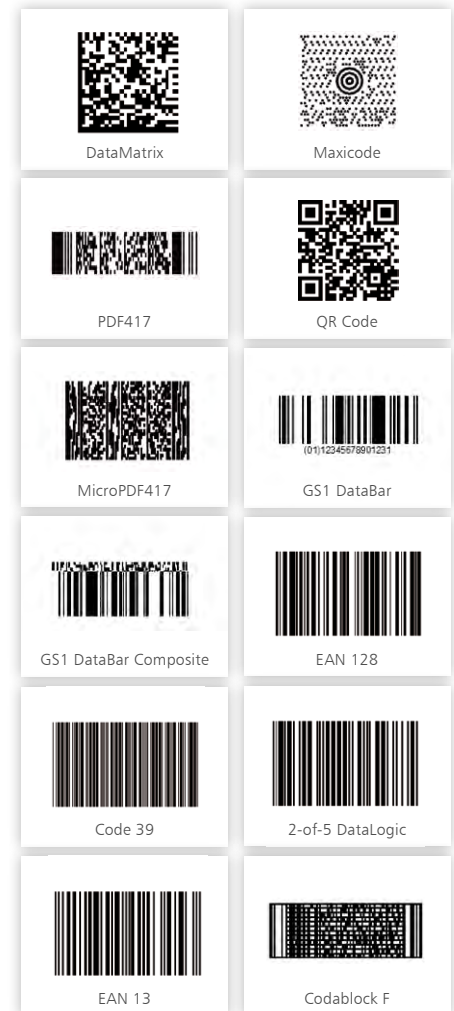 DataMatrix
Maxicode
PDF417
QR Code
MicroPDF417
(01)12345678901231
GS1 DataBar
GS1 DataBar Composite
EAN 128
Code 39
2-of-5 DataLogic
EAN 13
Codablock F